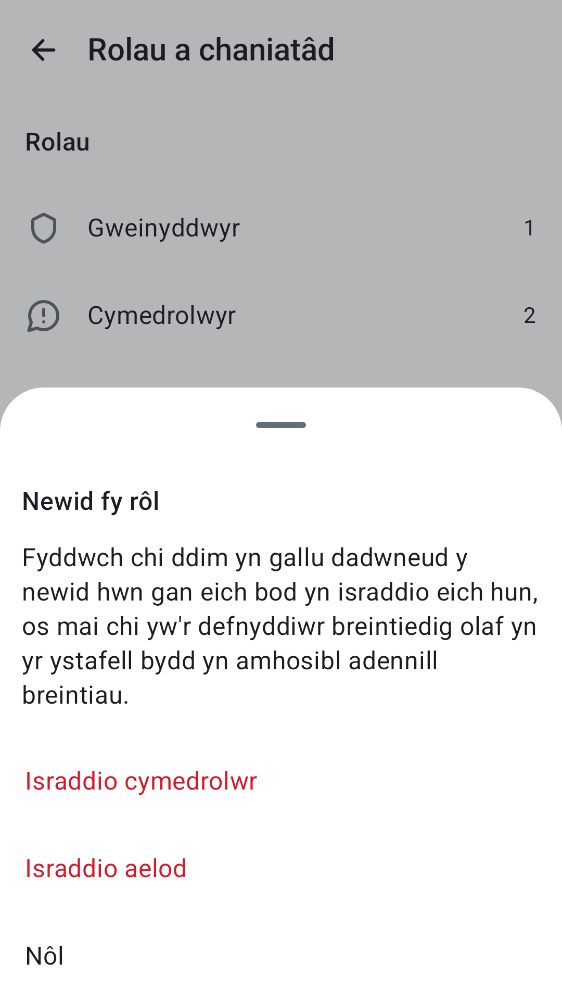 Rolau a chaniatâd
Rolau
Gweinyddwyr 1
Cymedrolwyr 2
Newid fy rôl
Fyddwch chi ddim yn gallu dadwneud y
newid hwn gan eich bod yn israddio eich hun,
os mai chi yw'r defnyddiwr breintiedig olaf yn
yr ystafell bydd yn amhosibl adennill
breintiau.
Israddio cymedrolwr
Israddio aelod
Nôl